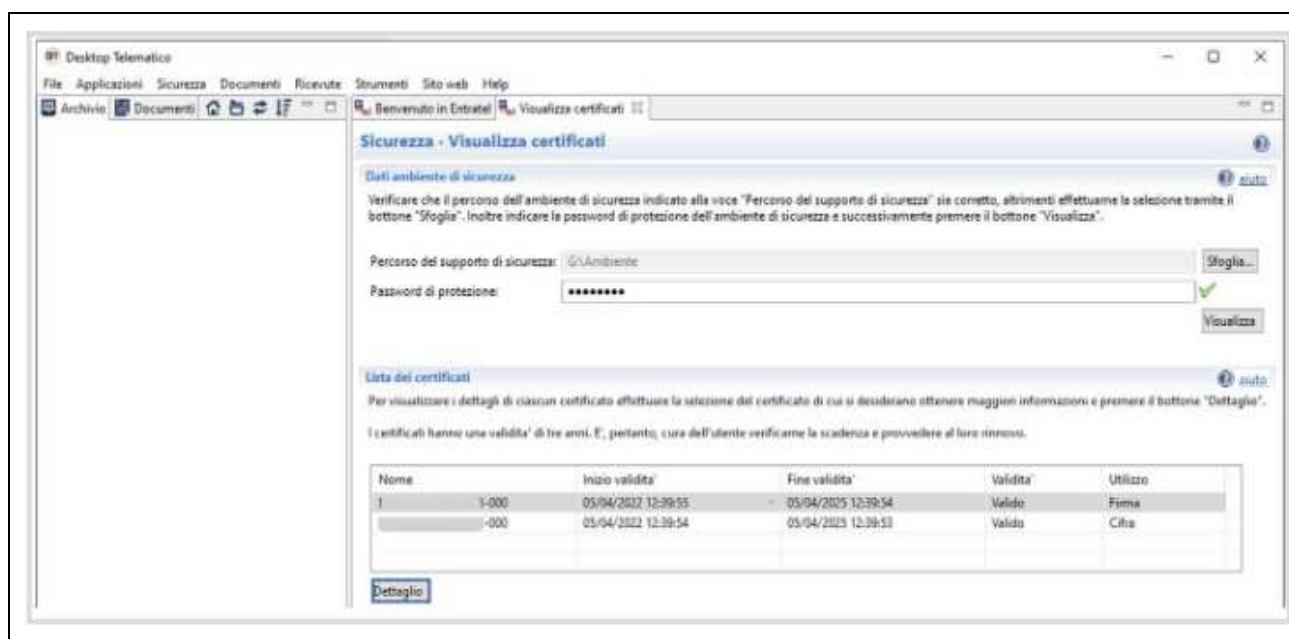 Desktop Telematico
File Applicazioni Sicurezza Documenti Ricevute Strumenti Sito web Help
Archivio Documenti Benvenuto in Entratel Visualizza certificati
Sicurezza - Visualizza certificati
Dati ambiente di sicurezza aiuto
Verificare che il percorso dell'ambiente di sicurezza indicato alla voce "Percorso del supporto di sicurezza" sia corretto, altrimenti effettuarne la selezione tramite il
bottone "Sfoglia". Inoltre indicare la password di protezione dell'ambiente di sicurezza e successivamente premere il bottone "Visualizza".
Percorso del supporto di sicurezza: G:\Ambiente Sfoglia...
Password di protezione: ●●●●●●●●
Visualizza
Lista dei certificati aiuto
Per visualizzare i dettagli di ciascun certificato effettuare la selezione del certificato di cui si desiderano ottenere maggiori informazioni e premere il bottone "Dettaglio".
I certificati hanno una validita' di tre anni. E', pertanto, cura dell'utente verificarne la scadenza e provvedere al loro rinnovo.
Nome Inizio validita' Fine validita' Validita' Utilizzo
1 1-000 05/04/2022 12:39:55 05/04/2025 12:39:54 Valido Firma
-000 05/04/2022 12:39:54 05/04/2025 12:39:53 Valido Cifra
Dettaglio